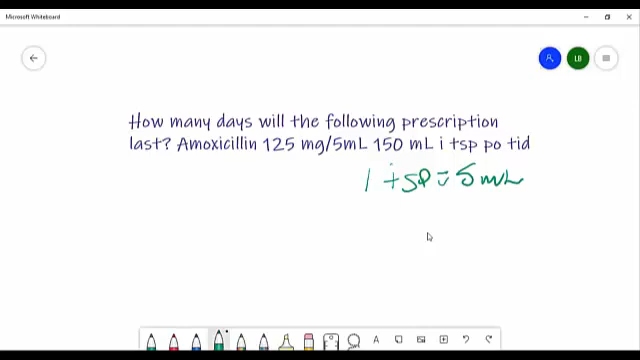 Microsoft Whiteboard
LB
How many days will the following prescription
last? Amoxicillin 125 mg/5mL 150 mL i tsp po tid
1 tsp = 5 mL
A